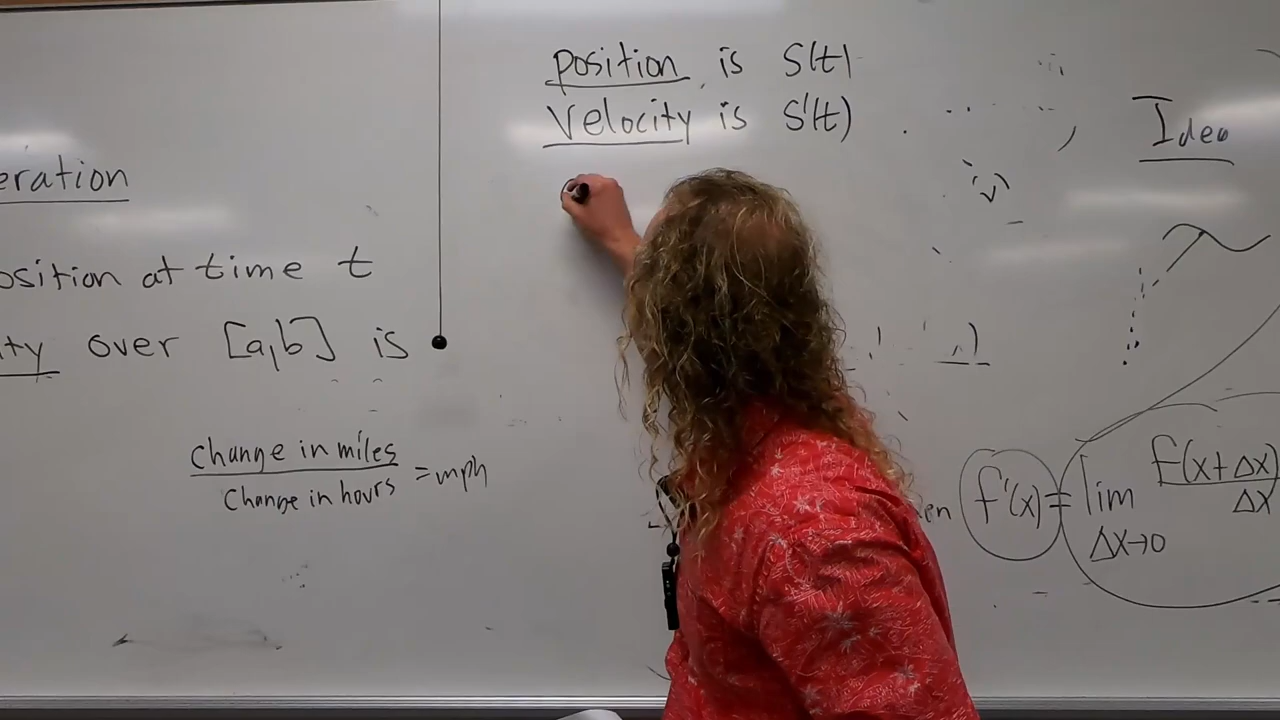 eration
osition at time t
ity over [a,b] is
change in miles
change in hours
= mph
position is S(t)
Velocity is S'(t)
Idea
en f'(x) = lim f(x+Δx)
Δx→0 Δx